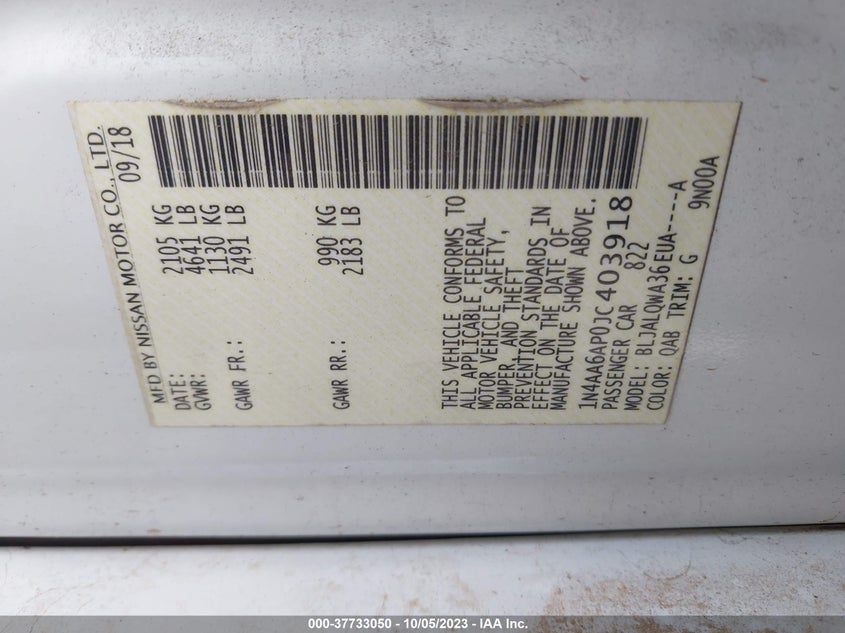 MFD BY NISSAN MOTOR CO., LTD.
DATE: 09/18
GVWR: 2105 KG
4641 LB
GAWR FR.: 1130 KG
2491 LB
GAWR RR.: 990 KG
2183 LB
THIS VEHICLE CONFORMS TO
ALL APPLICABLE FEDERAL
MOTOR VEHICLE SAFETY,
BUMPER, AND THEFT
PREVENTION STANDARDS IN
EFFECT ON THE DATE OF
MANUFACTURE SHOWN ABOVE.
1N4AA6AP0JC403918
PASSENGER CAR 822
MODEL: BLJALQWA36EUA----A
COLOR: QAB TRIM: G 9N00A
000-37733050 - 10/05/2023 - IAA Inc.